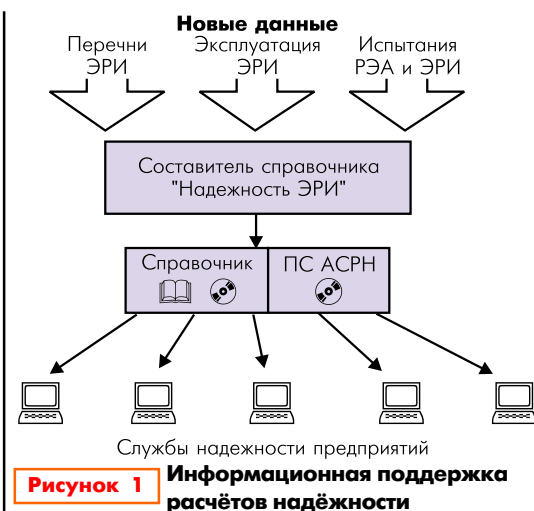 Новые данные
Перечни ЭРИ
Эксплуатация ЭРИ
Испытания РЭА и ЭРИ
Составитель справочника
"Надежность ЭРИ"
Справочник
ПС АСРН
Службы надежности предприятий
Рисунок 1
Информационная поддержка
расчётов надёжности